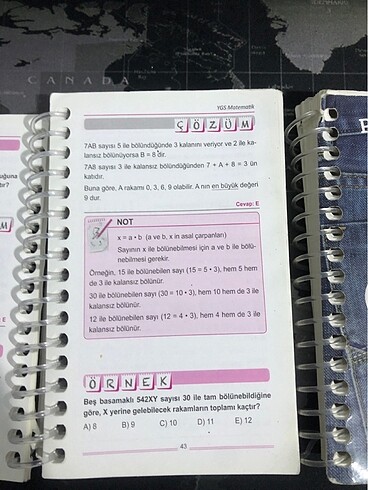 CANADA
YGS Matematik
ÇÖZÜM
7AB sayısı 5 ile bölündüğünde 3 kalanını veriyor ve 2 ile ka-
lansız bölünüyorsa B = 8 dir.
7A8 sayısı 3 ile kalansız bölündüğünden 7 + A + 8 = 3 ün
katıdır.
Buna göre, A rakamı 0, 3, 6, 9 olabilir. A nın en büyük değeri
9 dur.
Cevap: E
NOT
x = a • b (a ve b, x in asal çarpanları)
Sayının x ile bölünebilmesi için a ve b ile bölü-
nebilmesi gerekir.
Örneğin, 15 ile bölünebilen sayı (15 = 5 • 3), hem 5 hem
de 3 ile kalansız bölünür.
30 ile bölünebilen sayı (30 = 10 • 3), hem 10 hem de 3 ile
kalansız bölünür.
12 ile bölünebilen sayı (12 = 4 • 3), hem 4 hem de 3 ile
kalansız bölünür.
ÖRNEK
Beş basamaklı 542XY sayısı 30 ile tam bölünebildiğine
göre, X yerine gelebilecek rakamların toplamı kaçtır?
A) 8 B) 9 C) 10 D) 11 E) 12
43